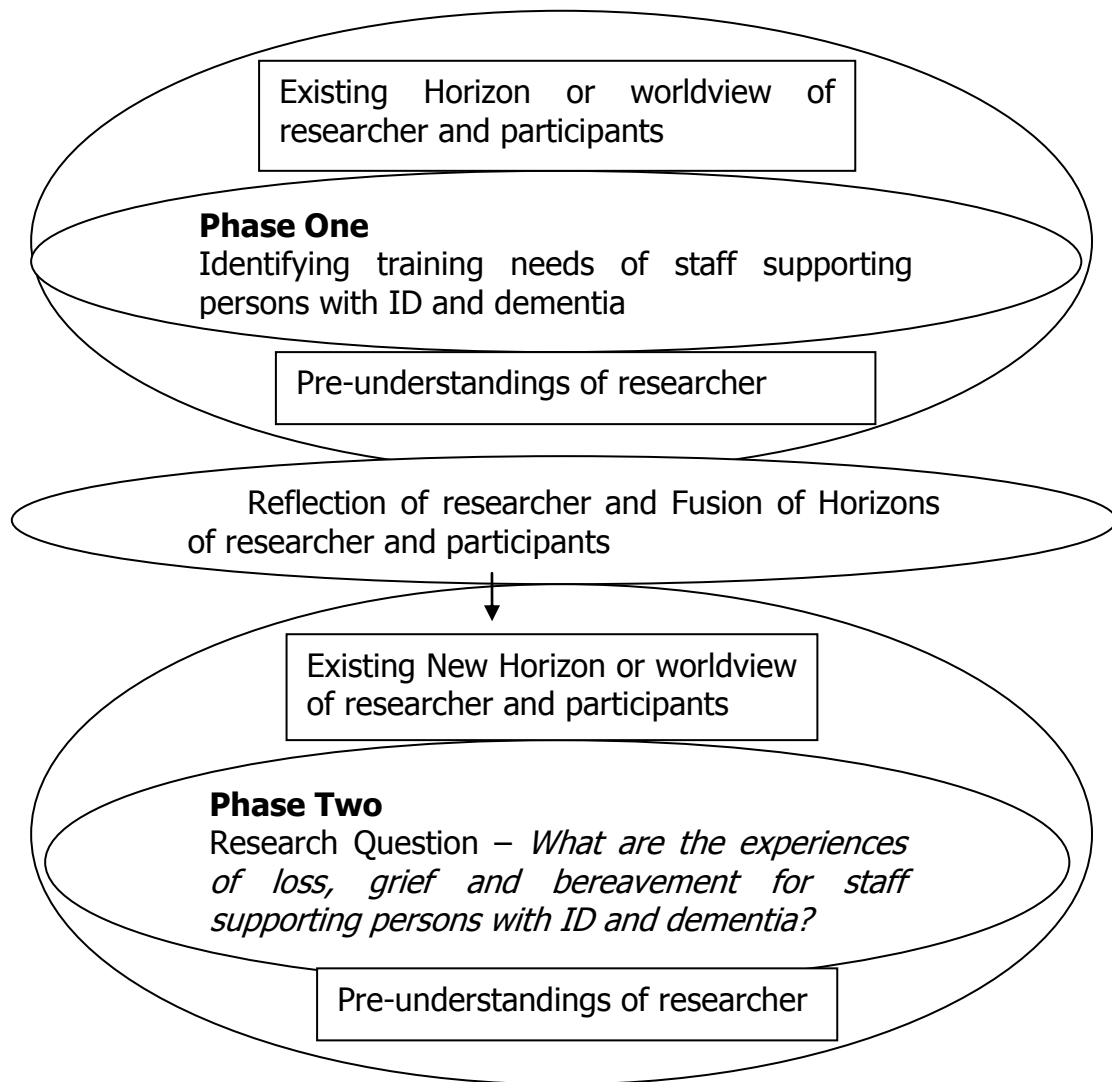 Existing Horizon or worldview of
researcher and participants
Phase One
Identifying training needs of staff supporting
persons with ID and dementia
Pre-understandings of researcher
Reflection of researcher and Fusion of Horizons
of researcher and participants
Existing New Horizon or worldview
of researcher and participants
Phase Two
Research Question – What are the experiences
of loss, grief and bereavement for staff
supporting persons with ID and dementia?
Pre-understandings of researcher